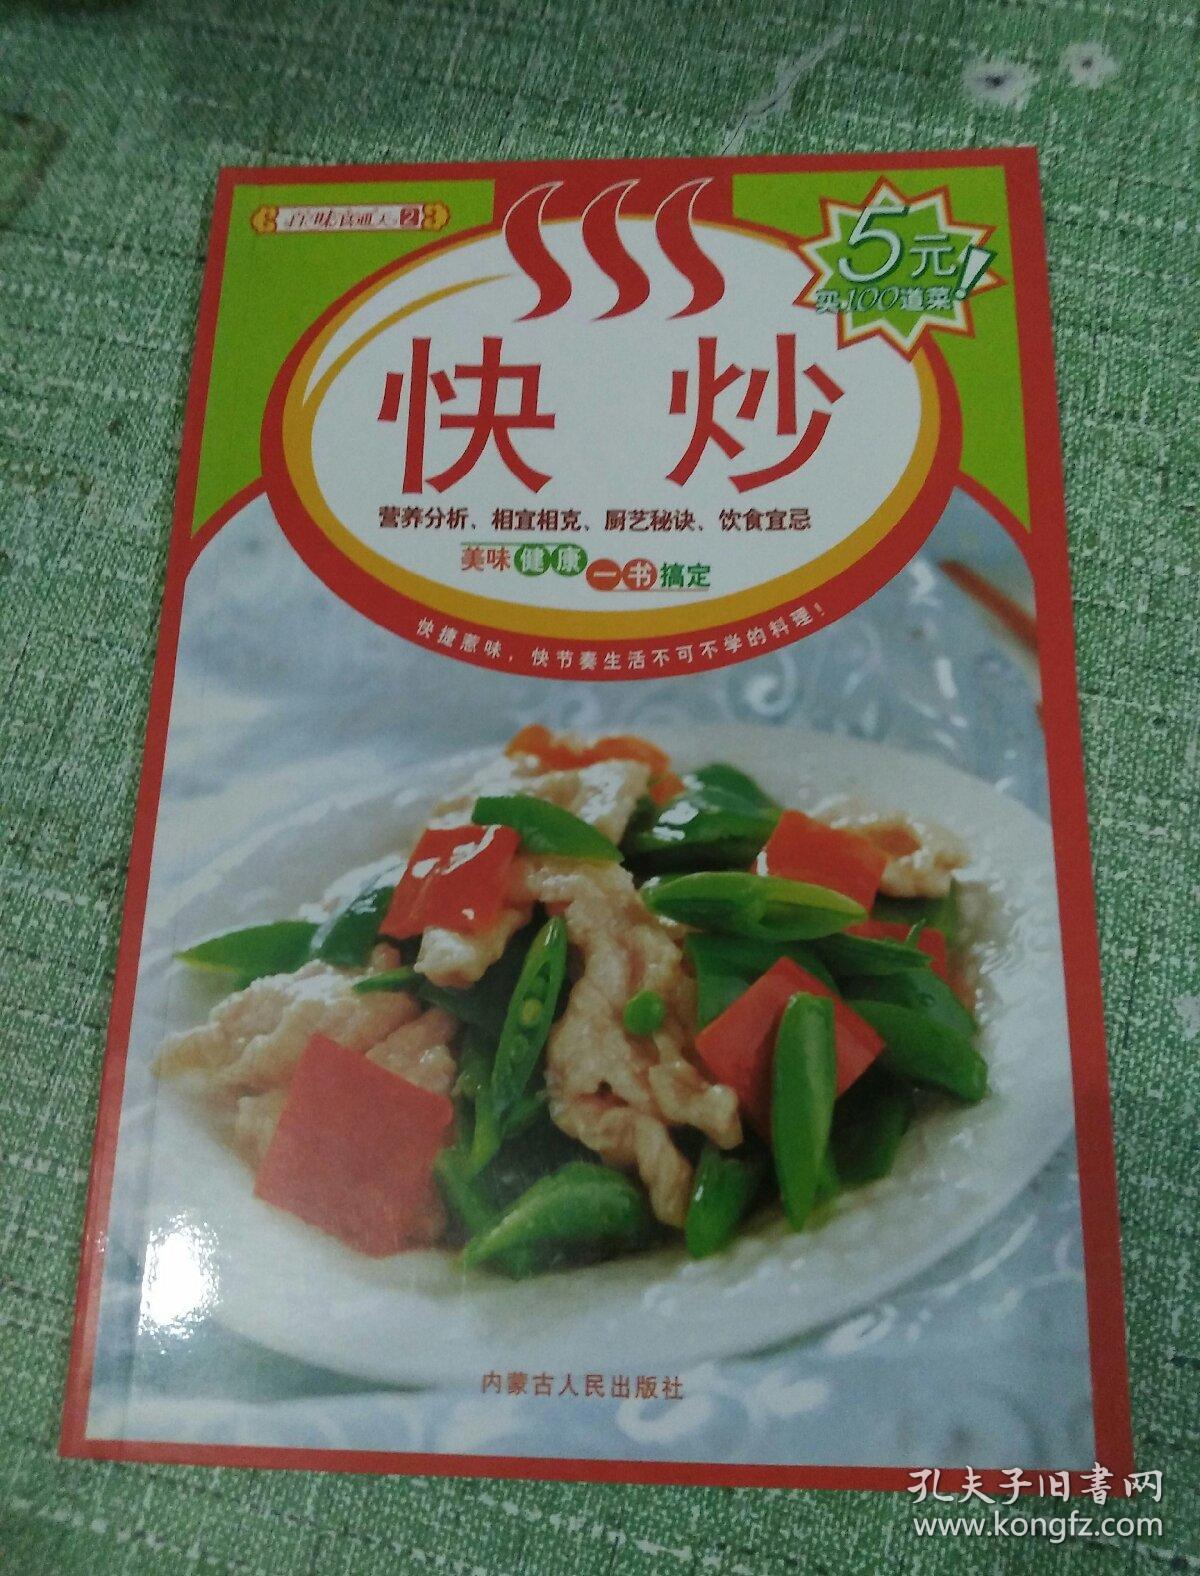 百味食通天2
5元!
买100道菜
快炒
营养分析、相宜相克、厨艺秘诀、饮食宜忌
美味健康一书搞定
快捷惹味，快节奏生活不可不学的料理！
内蒙古人民出版社
孔夫子旧书网
www.kongfz.com